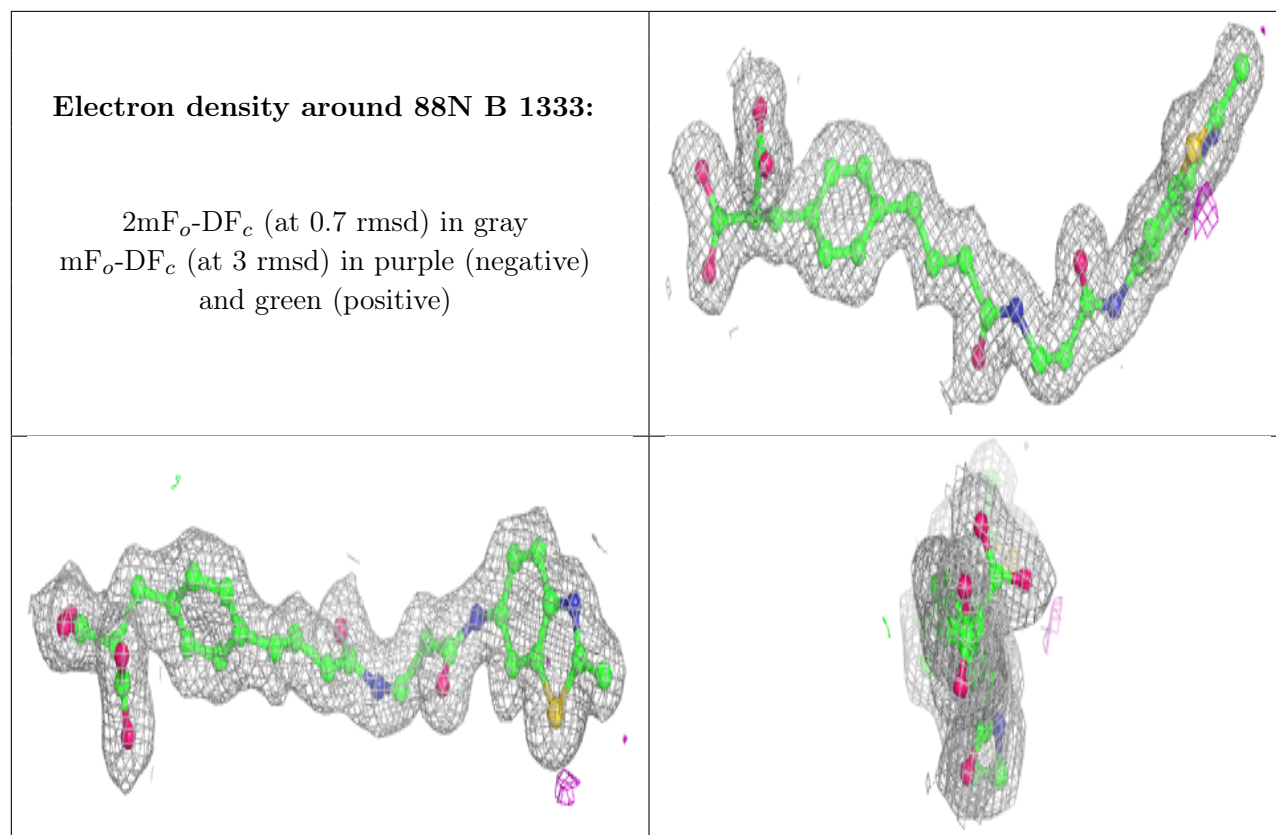 Electron density around 88N B 1333:
2mFo-DFc (at 0.7 rmsd) in gray
mFo-DFc (at 3 rmsd) in purple (negative)
and green (positive)